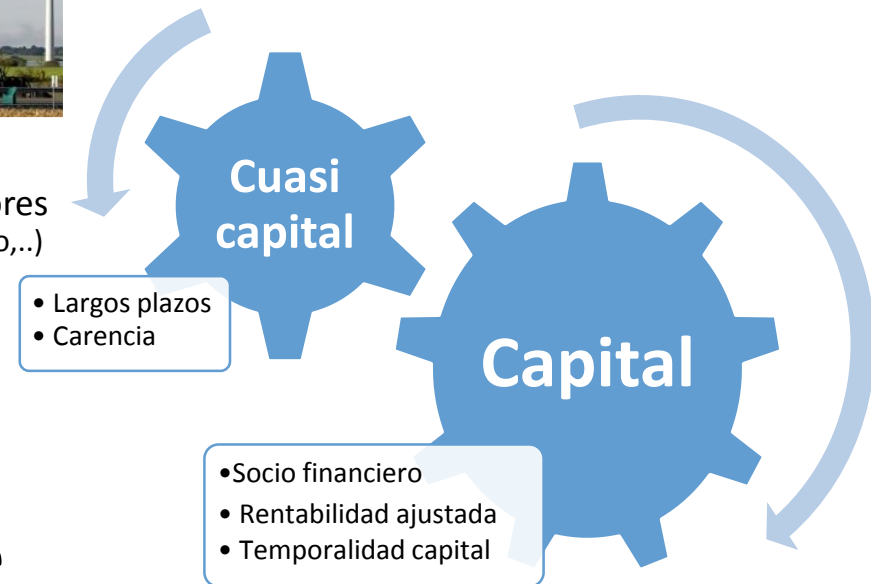 Cuasi
capital
o,..)
• Largos plazos
• Carencia
Capital
•Socio financiero
• Rentabilidad ajustada
• Temporalidad capital